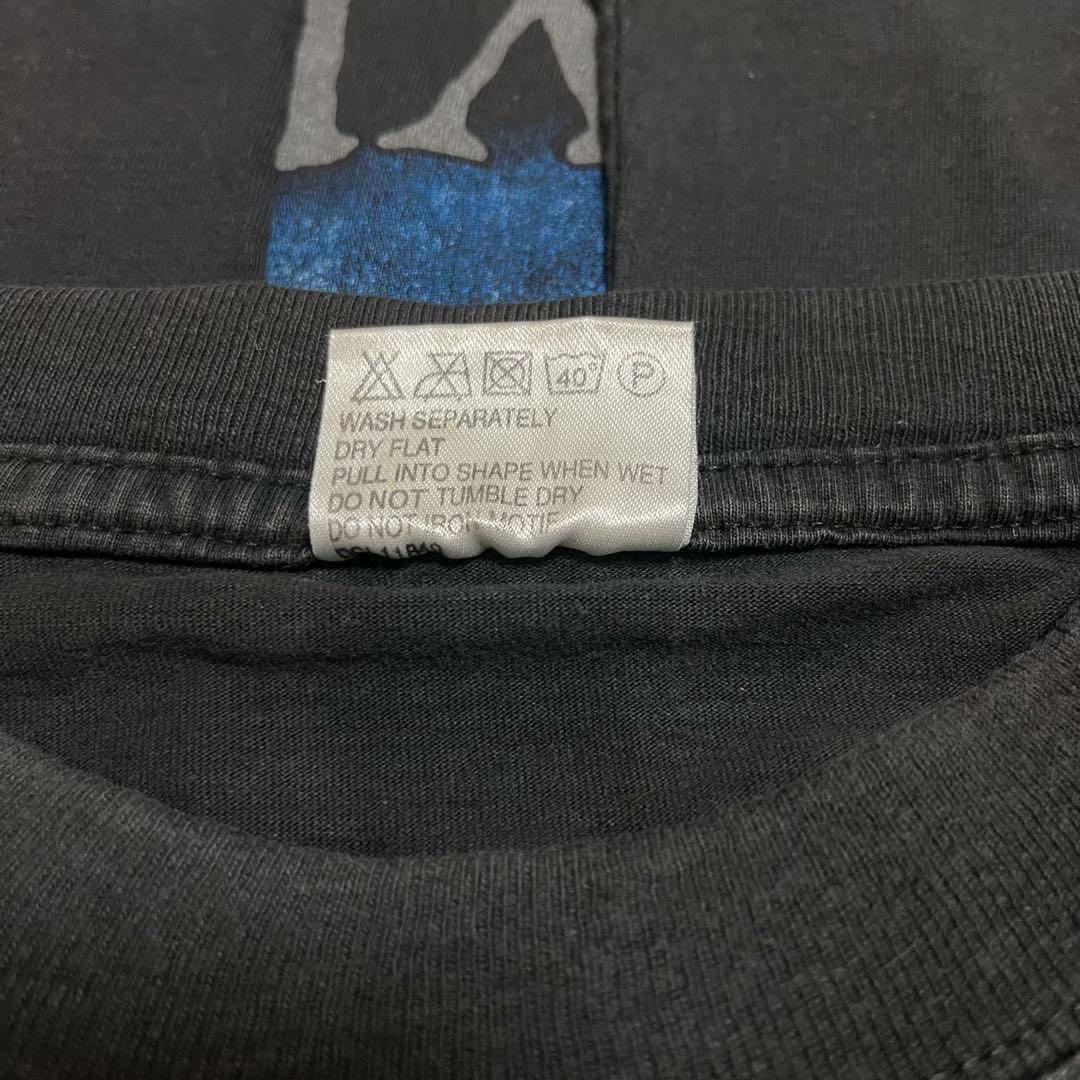 40° P
WASH SEPARATELY
DRY FLAT
PULL INTO SHAPE WHEN WET
DO NOT TUMBLE DRY
DO NOT IRON MOTIF